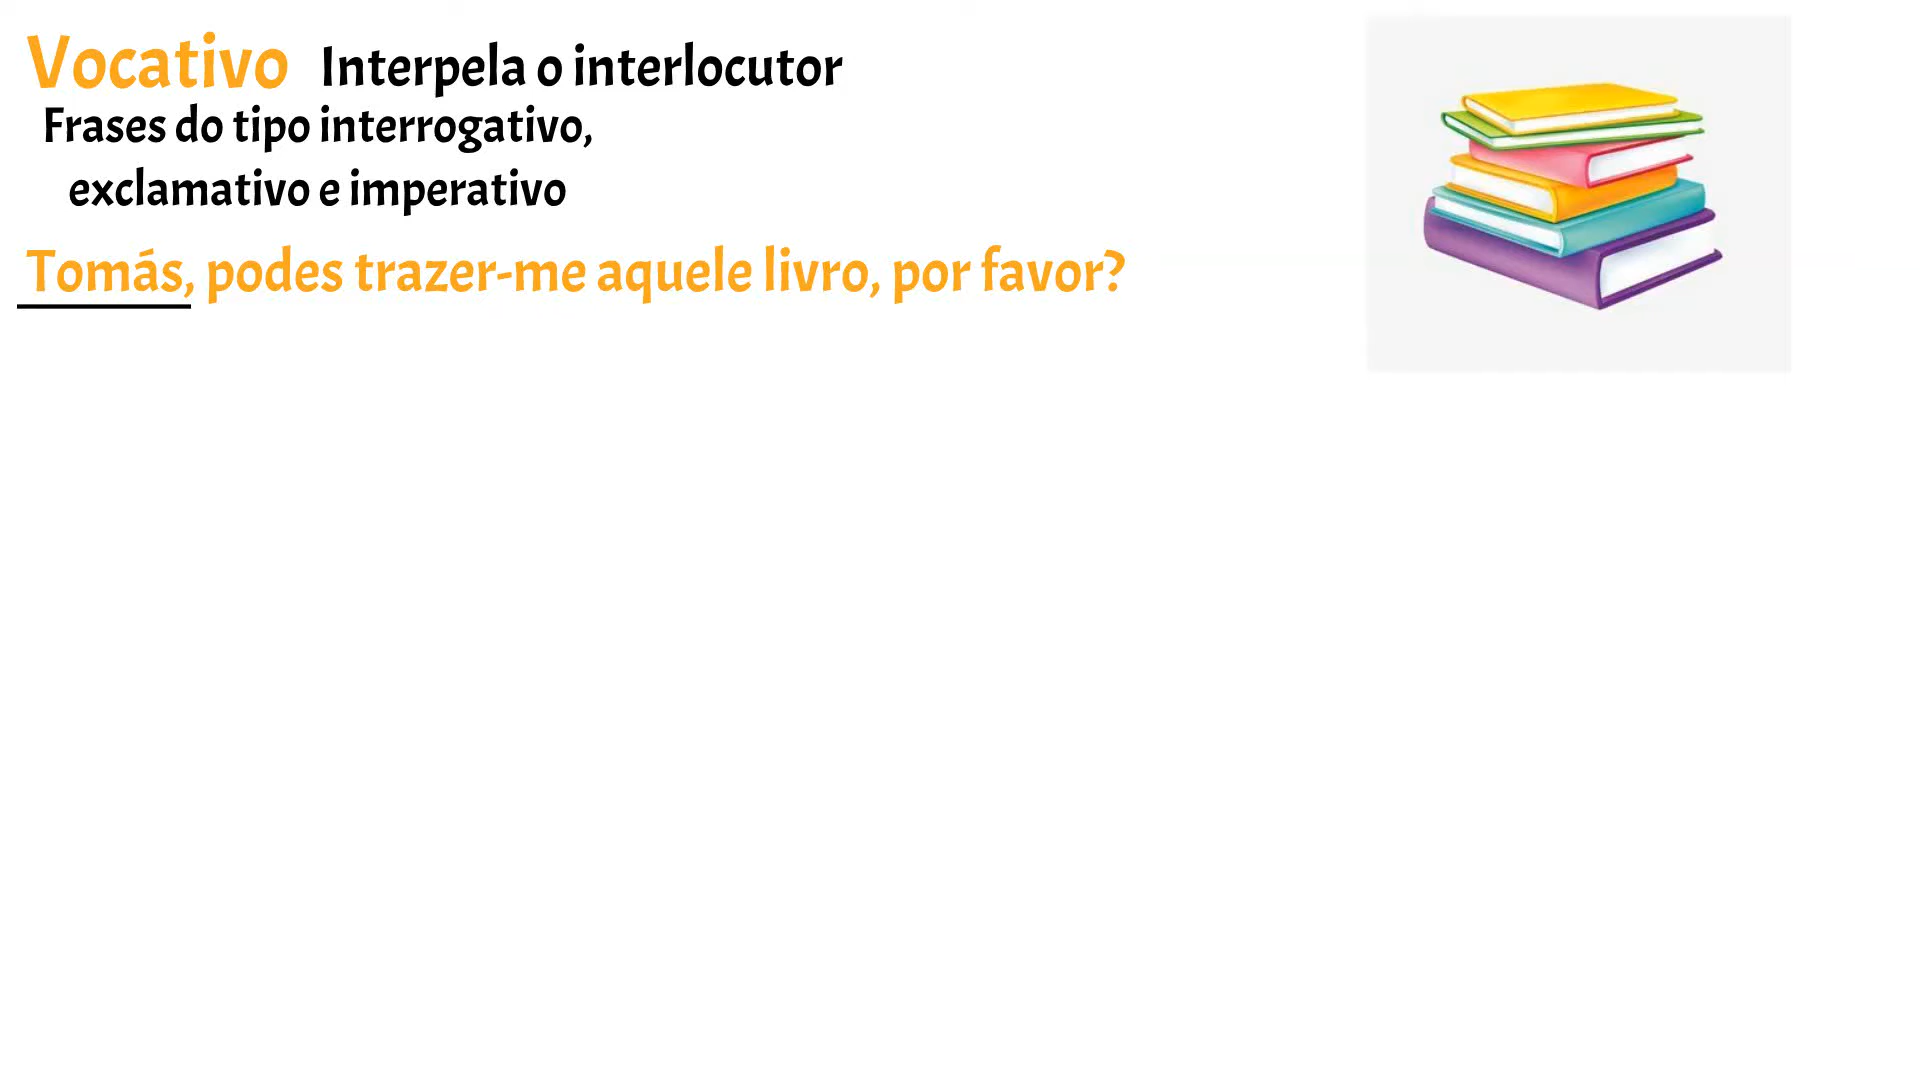 Vocativo Interpela o interlocutor
Frases do tipo interrogativo,
exclamativo e imperativo
Tomás, podes trazer-me aquele livro, por favor?